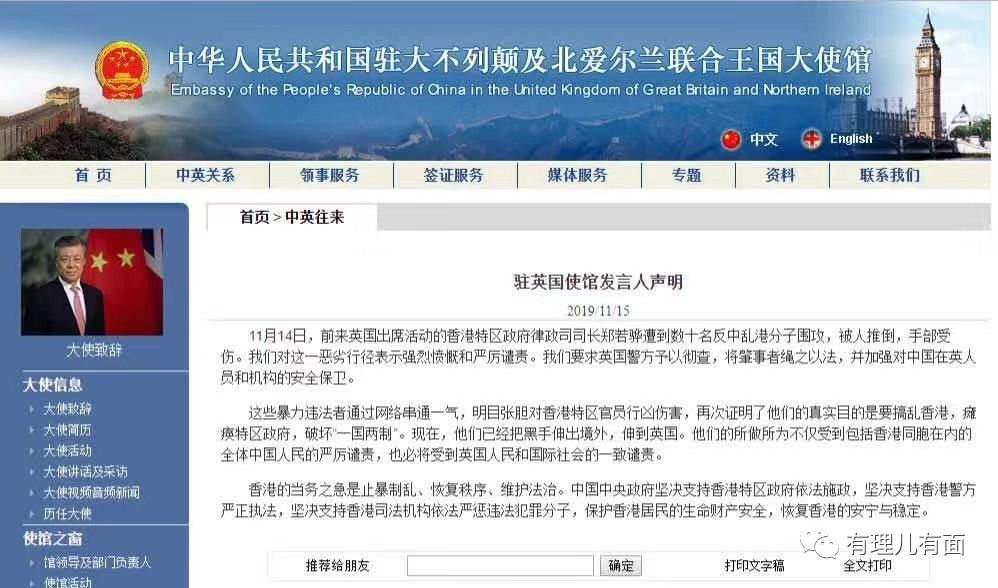 中华人民共和国驻大不列颠及北爱尔兰联合王国大使馆
Embassy of the People's Republic of China in the United Kingdom of Great Britain and Northern Ireland
中文 English
首 页 中英关系 领事服务 签证服务 媒体服务 专题 资料 联系我们
首页 > 中英往来
大使致辞
大使信息
大使致辞
大使简历
大使活动
大使讲话及采访
大使视频音频新闻
历任大使
使馆之窗
馆领导及部门负责人
使馆活动
驻英国使馆发言人声明
2019/11/15
11月14日，前来英国出席活动的香港特区政府律政司司长郑若骅遭到数十名反中乱港分子围攻，被人推倒，手部受
伤。我们对这一恶劣行径表示强烈愤慨和严厉谴责。我们要求英国警方予以彻查，将肇事者绳之以法，并加强对中国在英人
员和机构的安全保卫。
这些暴力违法者通过网络串通一气，明目张胆对香港特区官员行凶伤害，再次证明了他们的真实目的是要搞乱香港，瘫
痪特区政府，破坏“一国两制”。现在，他们已经把黑手伸出境外，伸到英国。他们的所做所为不仅受到包括香港同胞在内的
全体中国人民的严厉谴责，也必将受到英国人民和国际社会的一致谴责。
香港的当务之急是止暴制乱、恢复秩序、维护法治。中国中央政府坚决支持香港特区政府依法施政，坚决支持香港警方
严正执法，坚决支持香港司法机构依法严惩违法犯罪分子，保护香港居民的生命财产安全，恢复香港的安宁与稳定。
推荐给朋友 确定 打印文字稿 全文打印
有理儿有面